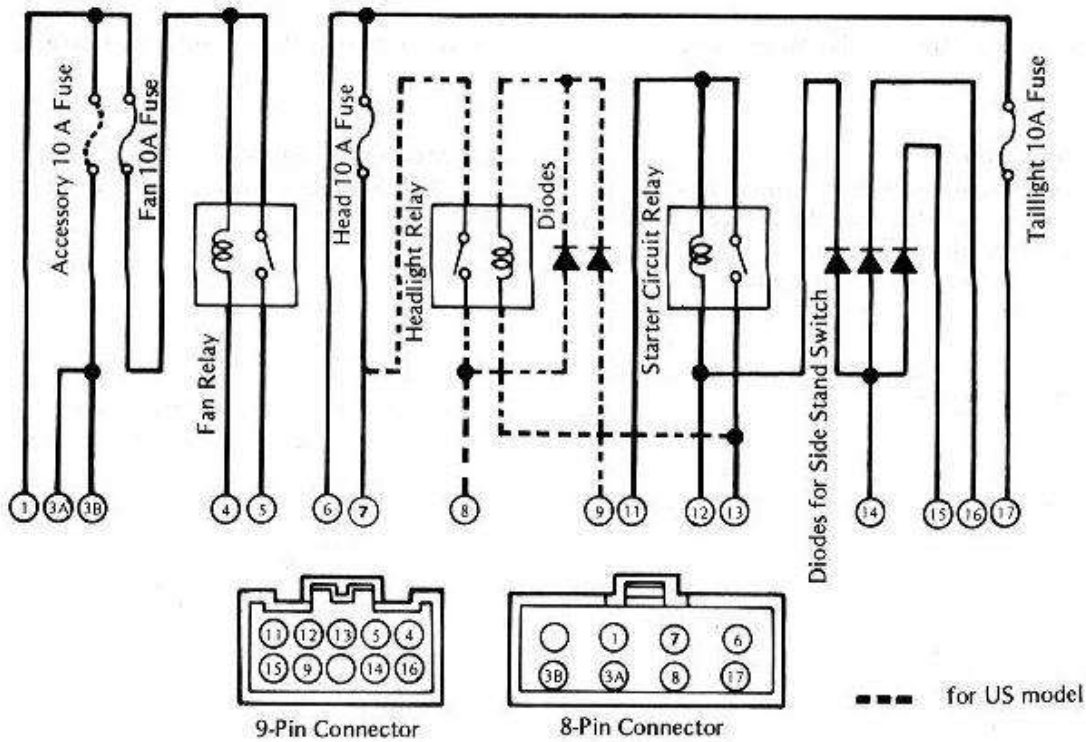 Accessory 10 A Fuse
Fan 10A Fuse
Fan Relay
Head 10 A Fuse
Headlight Relay
Diodes
Starter Circuit Relay
Diodes for Side Stand Switch
Taillight 10A Fuse
1 3A 3B 4 5 6 7 8 9 11 12 13 14 15 16 17
11 12 13 5 4
15 9 14 16
9-Pin Connector
1 7 6
3B 3A 8 17
8-Pin Connector
for US model